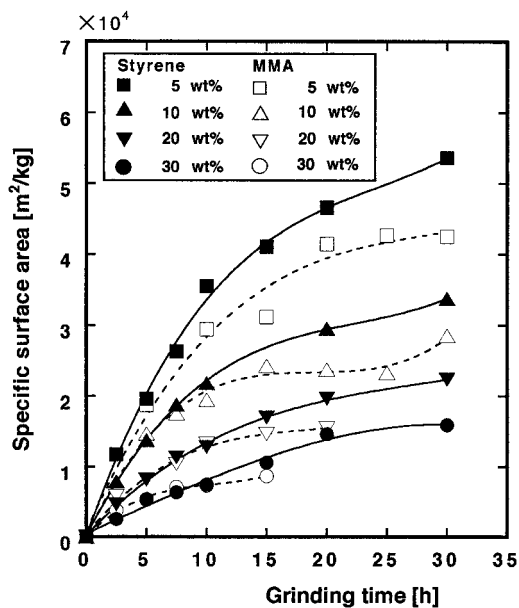 ×10⁴
7
6
5
4
3
2
1
0
Specific surface area [m²/kg]
Styrene MMA
5 wt% 5 wt%
10 wt% 10 wt%
20 wt% 20 wt%
30 wt% 30 wt%
0 5 10 15 20 25 30 35
Grinding time [h]